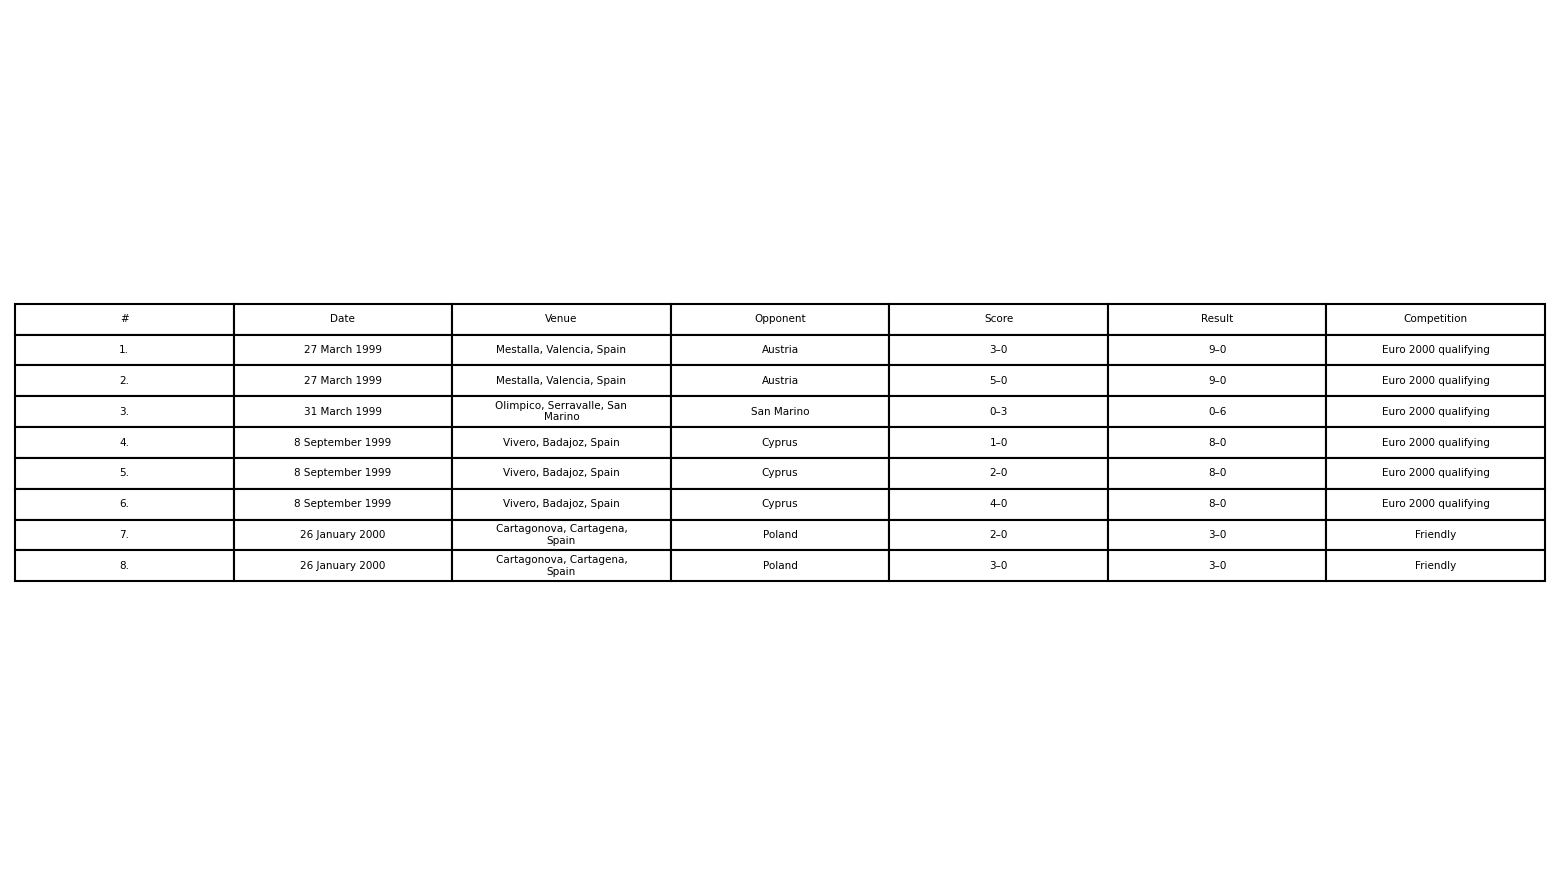 # Date Venue Opponent Score Result Competition
1. 27 March 1999 Mestalla, Valencia, Spain Austria 3–0 9–0 Euro 2000 qualifying
2. 27 March 1999 Mestalla, Valencia, Spain Austria 5–0 9–0 Euro 2000 qualifying
3. 31 March 1999 Olimpico, Serravalle, San
Marino San Marino 0–3 0–6 Euro 2000 qualifying
4. 8 September 1999 Vivero, Badajoz, Spain Cyprus 1–0 8–0 Euro 2000 qualifying
5. 8 September 1999 Vivero, Badajoz, Spain Cyprus 2–0 8–0 Euro 2000 qualifying
6. 8 September 1999 Vivero, Badajoz, Spain Cyprus 4–0 8–0 Euro 2000 qualifying
7. 26 January 2000 Cartagonova, Cartagena,
Spain Poland 2–0 3–0 Friendly
8. 26 January 2000 Cartagonova, Cartagena,
Spain Poland 3–0 3–0 Friendly